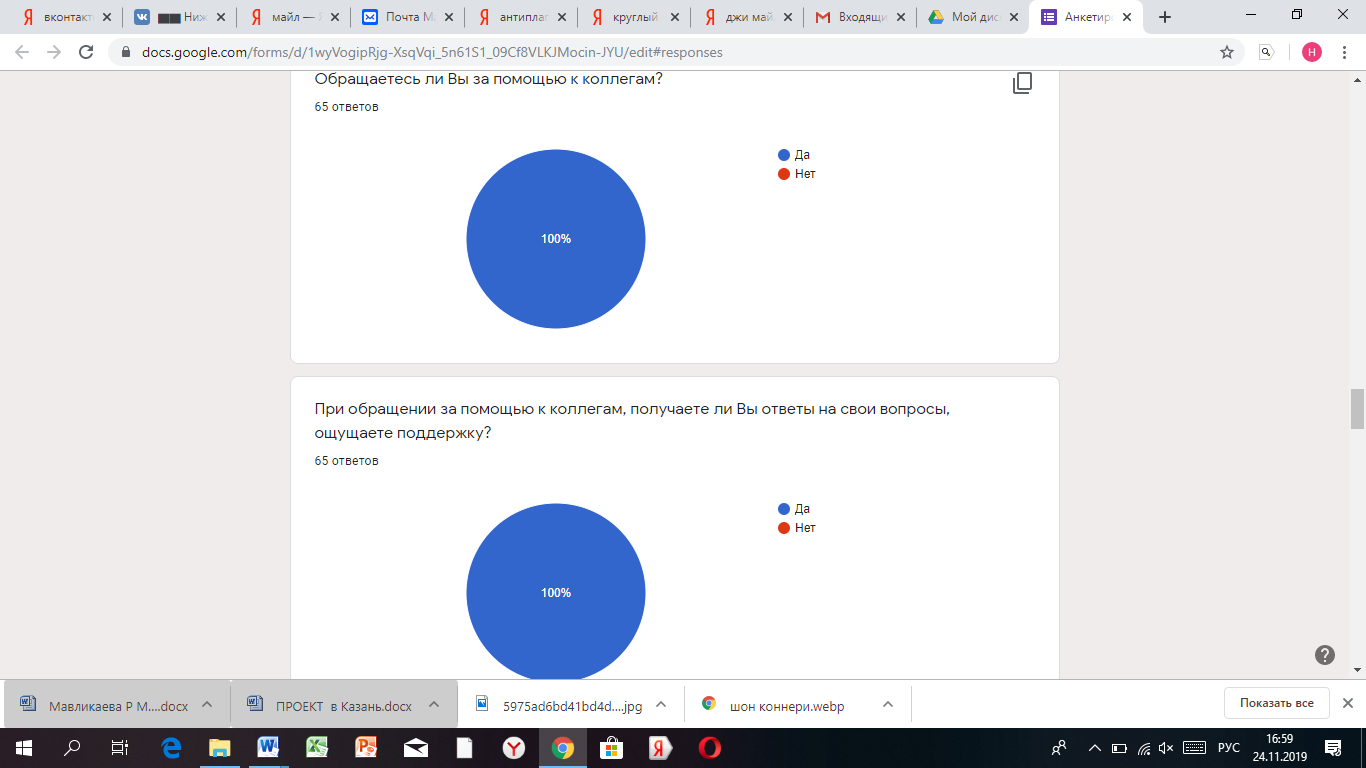 вконтакт
Ниж
майл —
Почта М
антиплаг
круглый
джи май
Входящи
Мой дис
Анкетиро
docs.google.com/forms/d/1wyVogipRjg-XsqVqi_5n61S1_09Cf8VLKJMocin-JYU/edit#responses
Н
Обращаетесь ли Вы за помощью к коллегам?
65 ответов
Да
Нет
100%
При обращении за помощью к коллегам, получаете ли Вы ответы на свои вопросы,
ощущаете поддержку?
65 ответов
Да
Нет
100%
Мавликаева Р М....docx
ПРОЕКТ в Казань.docx
5975ad6bd41bd4d....jpg
шон коннери.webp
Показать все
РУС
16:59
24.11.2019